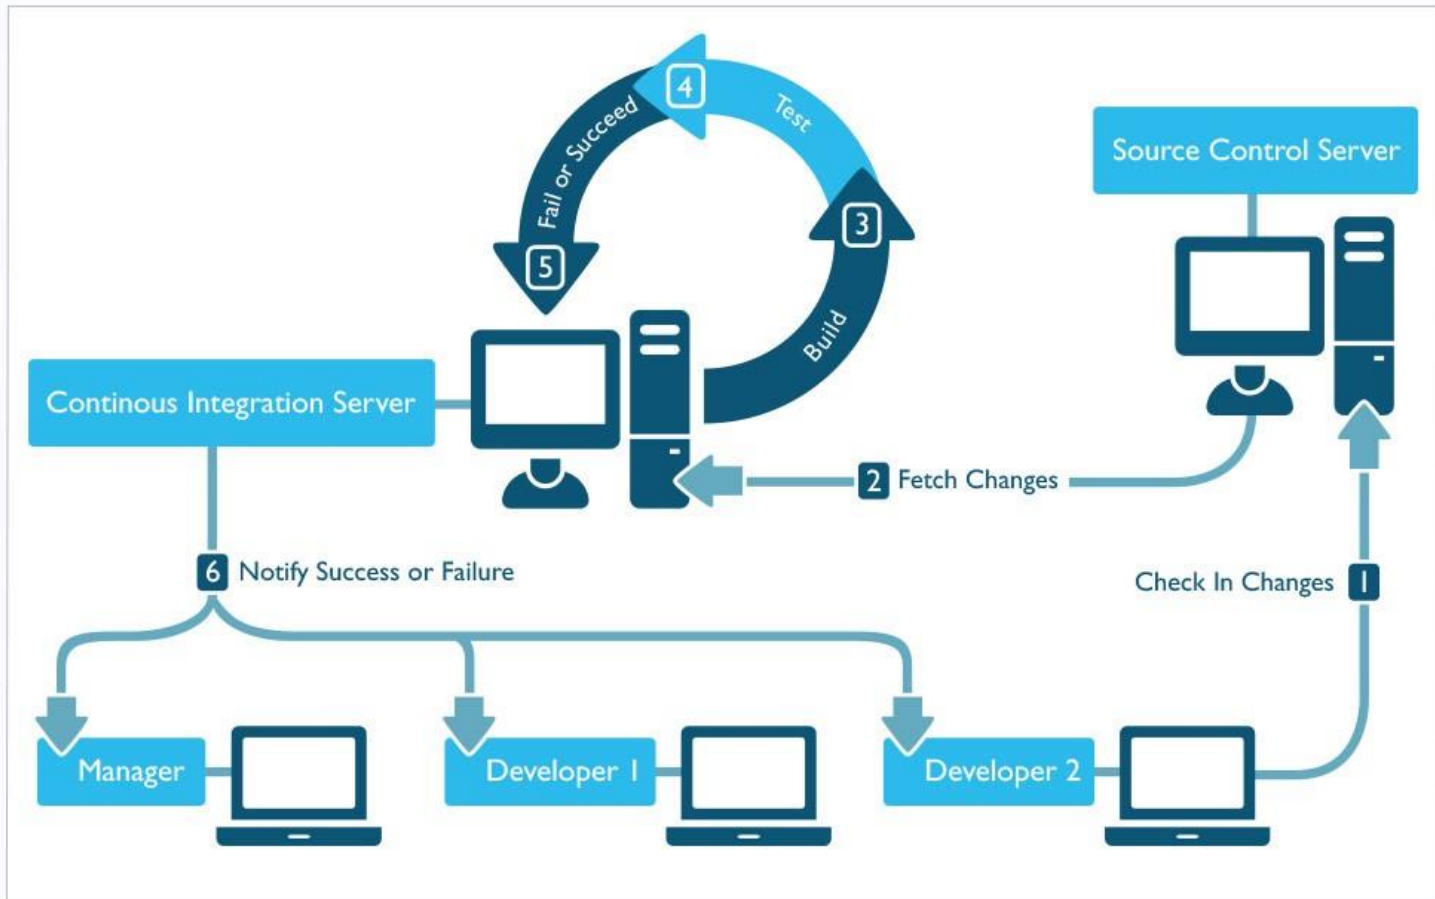 4
Test
Fail or Succeed
3
5
Build
Source Control Server
Continous Integration Server
2 Fetch Changes
6 Notify Success or Failure
Check In Changes 1
Manager
Developer 1
Developer 2